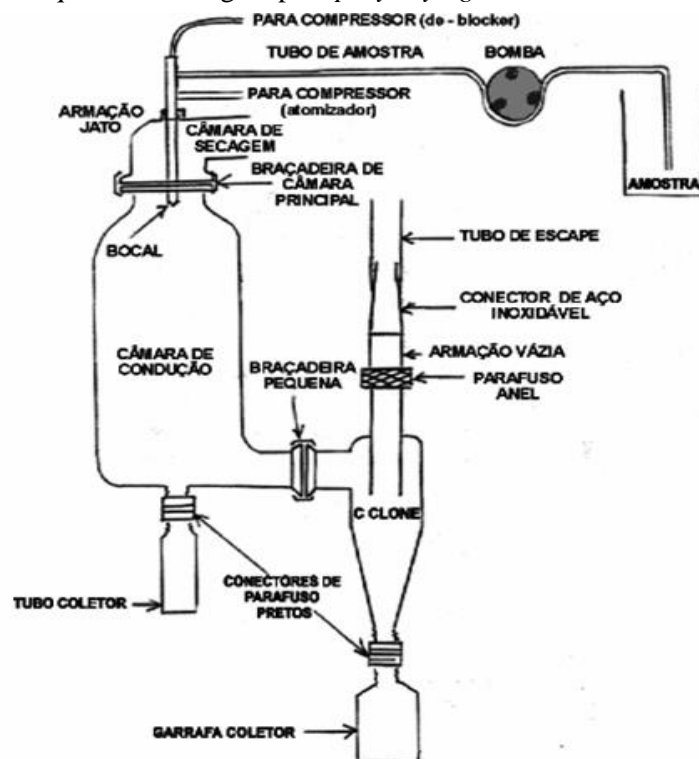 PARA COMPRESSOR (de - blocker)
TUBO DE AMOSTRA
BOMBA
PARA COMPRESSOR
(atomizador)
ARMAÇÃO
JATO
CÂMARA DE
SECAGEM
BRAÇADEIRA DE
CÂMARA
PRINCIPAL
AMOSTRA
BOCAL
TUBO DE ESCAPE
CONECTOR DE AÇO
INOXIDÁVEL
CÂMARA DE
CONDUÇÃO
BRAÇADEIRA
PEQUENA
ARMAÇÃO VÁZIA
PARAFUSO
ANEL
C CLONE
CONECTORES DE
PARAFUSO
PRETOS
TUBO COLETOR
GARRAFA COLETOR